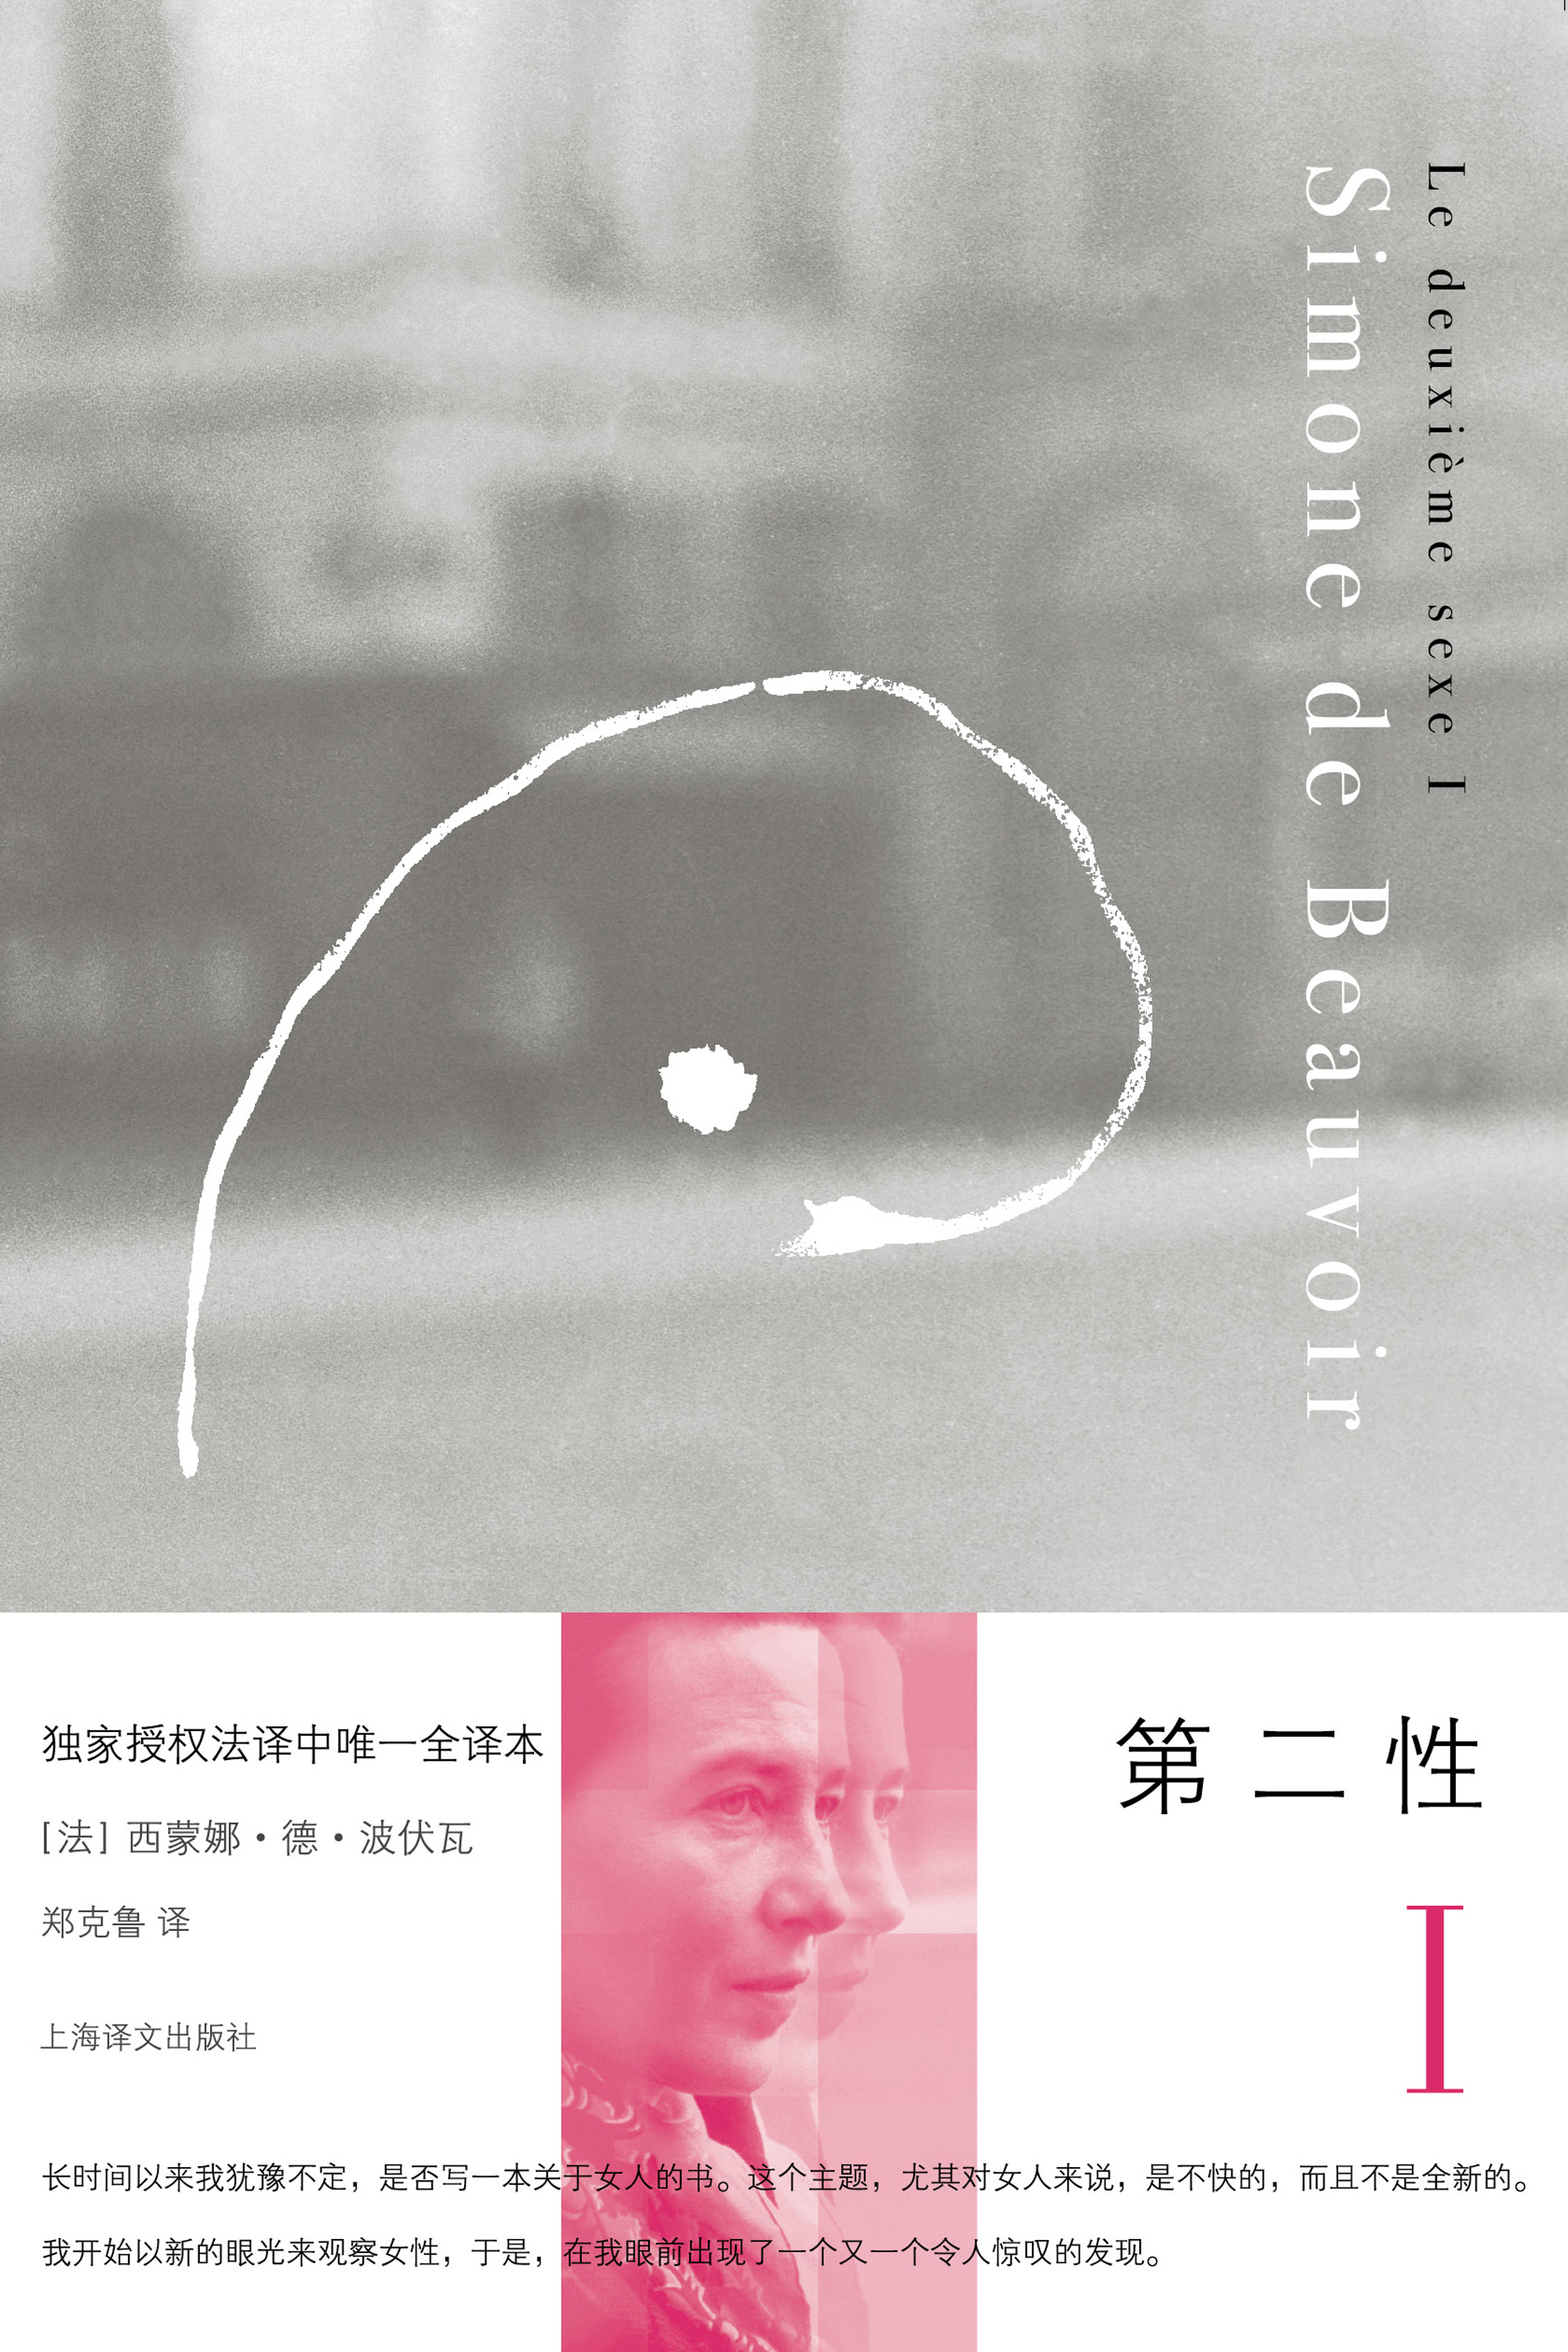 Le deuxième sexe I
Simone de Beauvoir
第二性
I
独家授权法译中唯一全译本
[法] 西蒙娜·德·波伏瓦
郑克鲁 译
上海译文出版社
长时间以来我犹豫不定，是否写一本关于女人的书。这个主题，尤其对女人来说，是不快的，而且不是全新的。
我开始以新的眼光来观察女性，于是，在我眼前出现了一个又一个令人惊叹的发现。